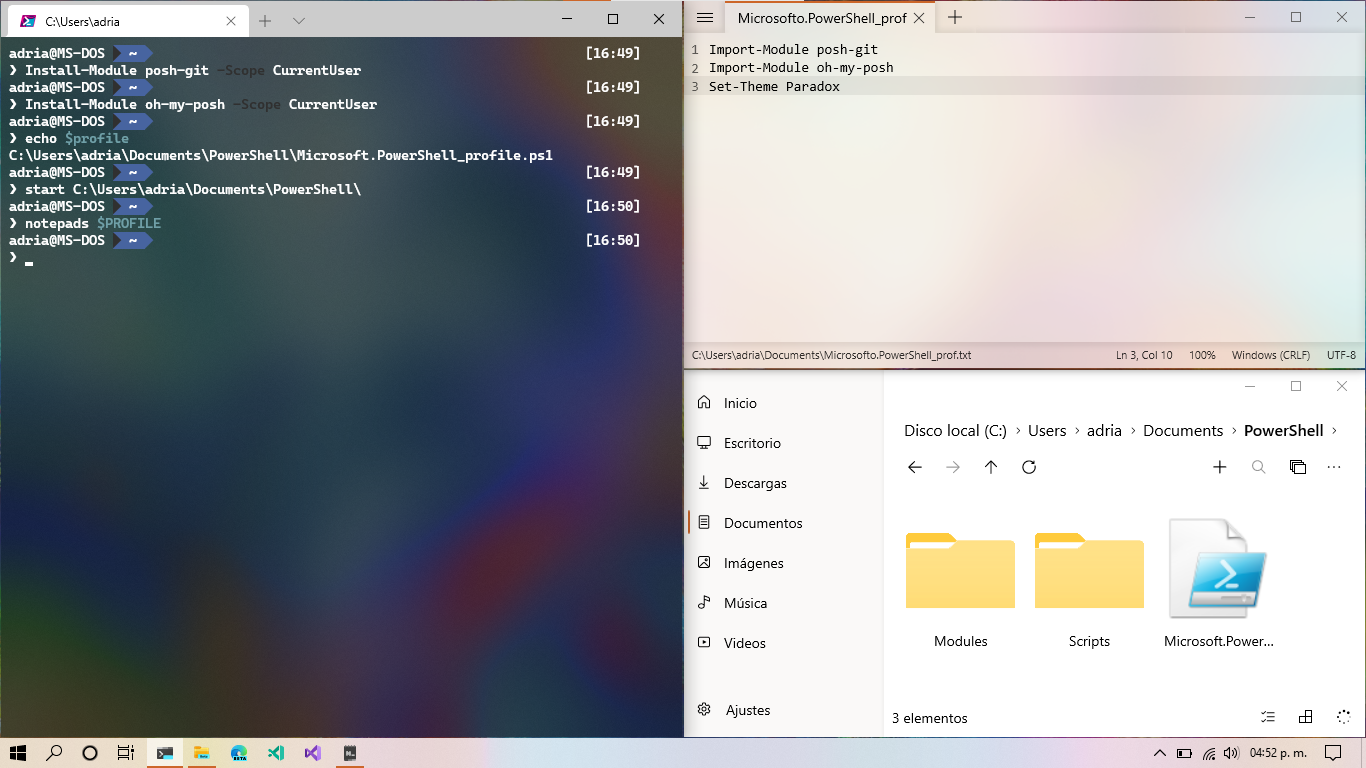 C:\Users\adria
adria@MS-DOS ~ [16:49]
❯ Install-Module posh-git -Scope CurrentUser
adria@MS-DOS ~ [16:49]
❯ Install-Module oh-my-posh -Scope CurrentUser
adria@MS-DOS ~ [16:49]
❯ echo $profile
C:\Users\adria\Documents\PowerShell\Microsoft.PowerShell_profile.ps1
adria@MS-DOS ~ [16:49]
❯ start C:\Users\adria\Documents\PowerShell\
adria@MS-DOS ~ [16:50]
❯ notepads $PROFILE
adria@MS-DOS ~ [16:50]
❯
Microsofto.PowerShell_prof
1 Import-Module posh-git
2 Import-Module oh-my-posh
3 Set-Theme Paradox
C:\Users\adria\Documents\Microsofto.PowerShell_prof.txt Ln 3, Col 10 100% Windows (CRLF) UTF-8
Inicio
Escritorio
Descargas
Documentos
Imágenes
Música
Videos
Ajustes
Disco local (C:) › Users › adria › Documents › PowerShell ›
Modules
Scripts
Microsoft.Power...
3 elementos
BETA
04:52 p. m.